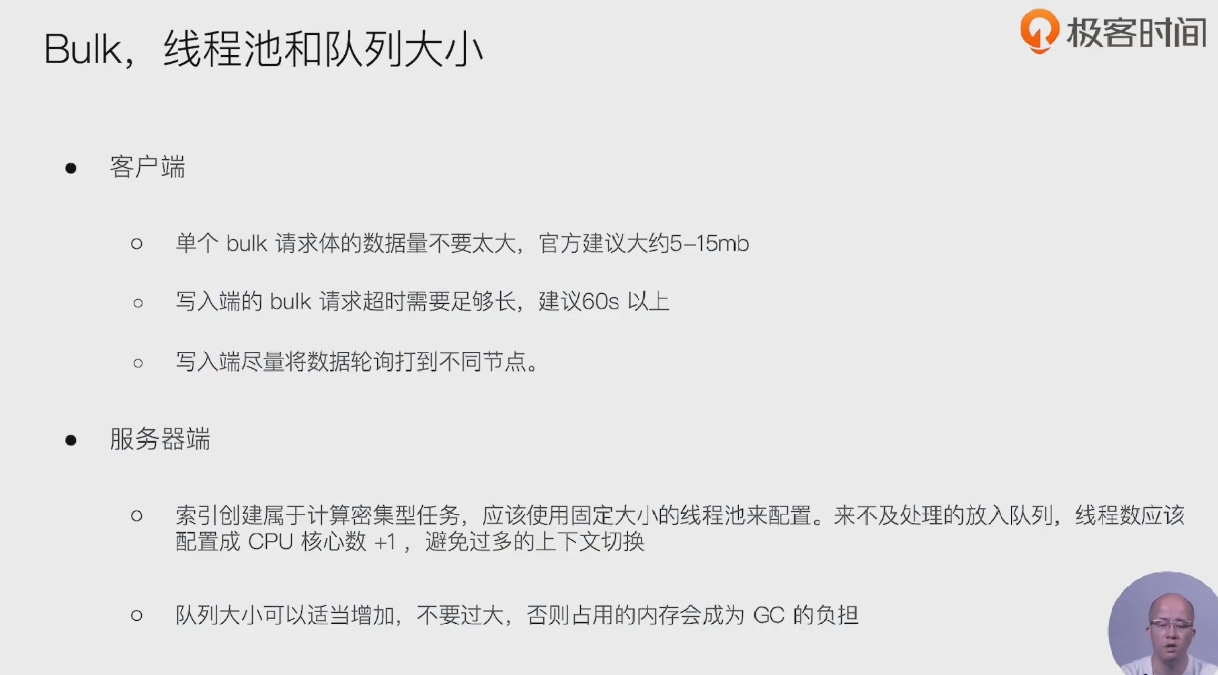 Bulk，线程池和队列大小
极客时间
客户端
单个 bulk 请求体的数据量不要太大，官方建议大约5-15mb
写入端的 bulk 请求超时需要足够长，建议60s 以上
写入端尽量将数据轮询打到不同节点。
服务器端
索引创建属于计算密集型任务，应该使用固定大小的线程池来配置。来不及处理的放入队列，线程数应该
配置成 CPU 核心数 +1 ，避免过多的上下文切换
队列大小可以适当增加，不要过大，否则占用的内存会成为 GC 的负担